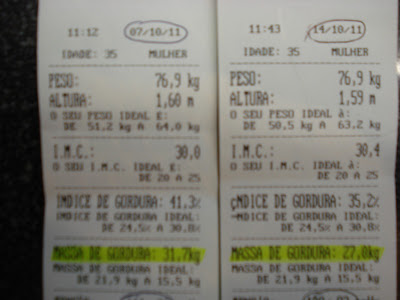 11:12 07/10/11
IDADE: 35 MULHER
PESO: 76,9 kg
ALTURA: 1,60 m
O SEU PESO IDEAL É:
DE 51,2 kg A 64,0 kg
I.M.C.: 30,0
O SEU I.M.C. IDEAL É:
DE 20 A 25
INDICE DE GORDURA: 41,3%
INDICE DE GORDURA IDEAL:
DE 24,5% A 30,8%
MASSA DE GORDURA: 31,7kg
MASSA DE GORDURA IDEAL:
DE 21,9 kg A 15,5 kg
11:43 14/10/11
IDADE: 35 MULHER
PESO: 76,9 kg
ALTURA: 1,59 m
O SEU PESO IDEAL à:
DE 50,5 kg A 63,2 kg
I.M.C.: 30,4
O SEU I.M.C. IDEAL à:
DE 20 A 25
çNDICE DE GORDURA: 35,2%
çNDICE DE GORDURA IDEAL:
DE 24,5% A 30,8%
MASSA DE GORDURA: 27,0kg
MASSA DE GORDURA IDEAL:
DE 21,9 kg A 15,5 kg